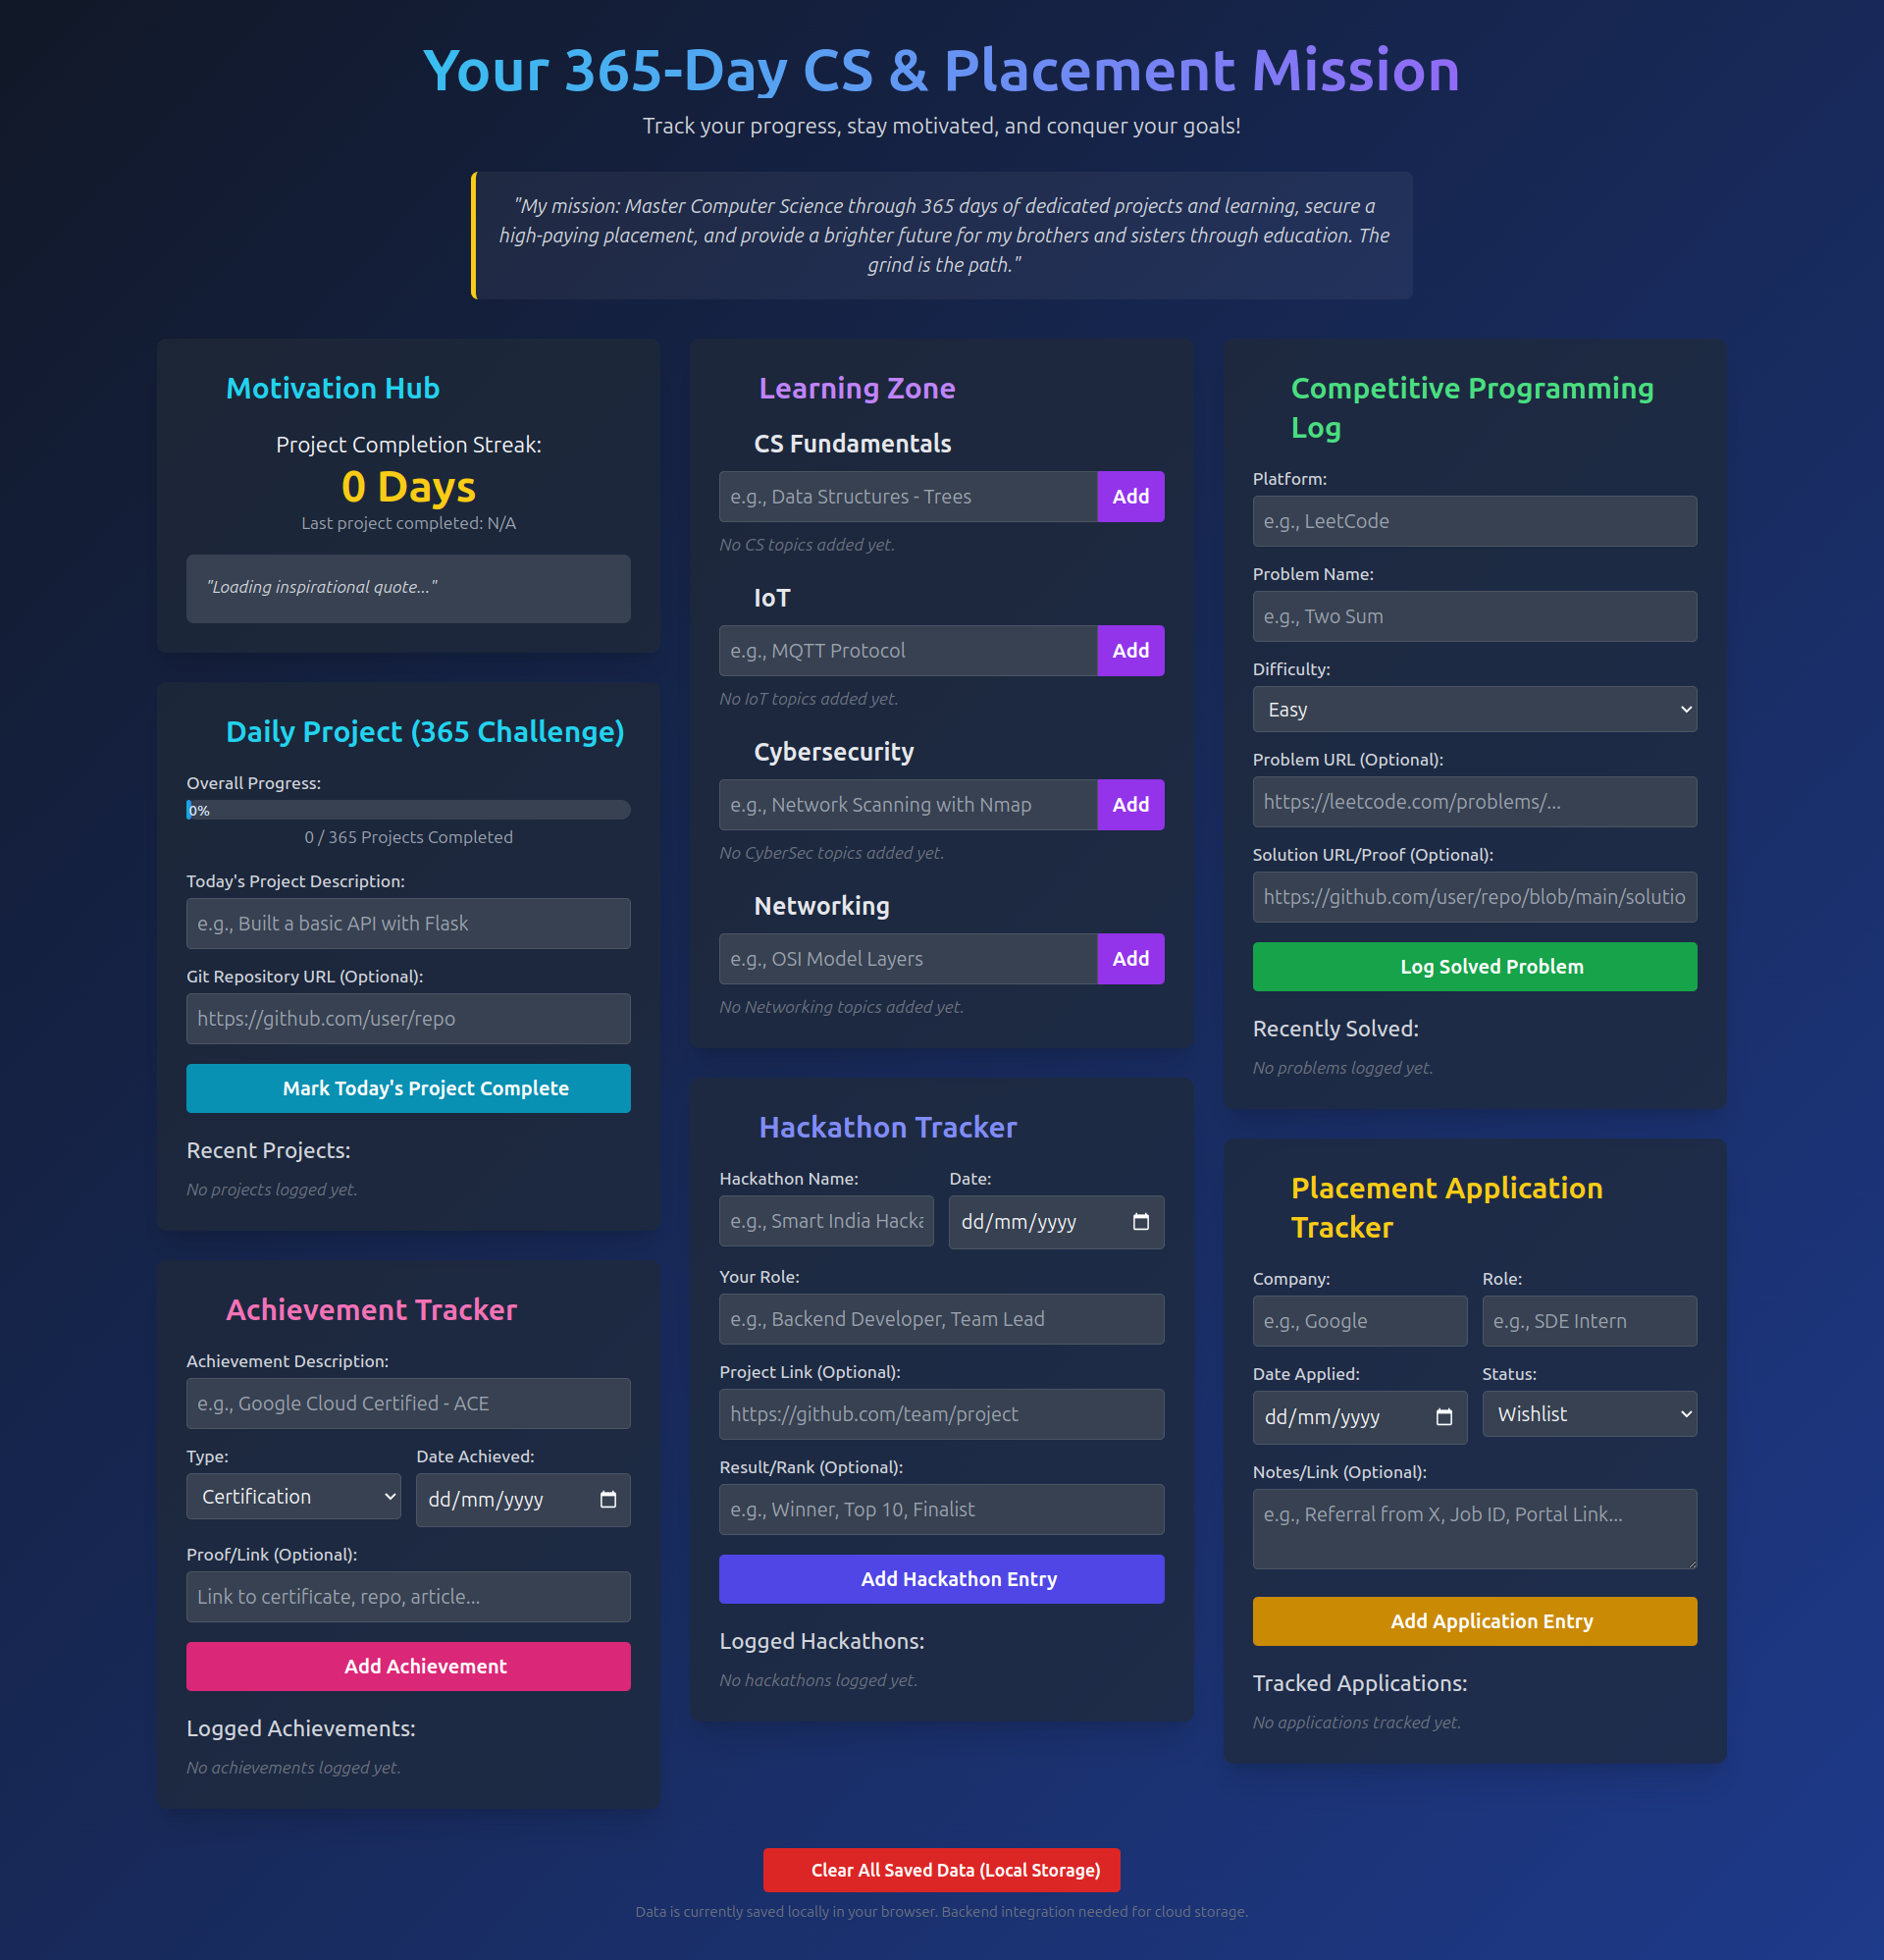 Your 365-Day CS & Placement Mission
Track your progress, stay motivated, and conquer your goals!
"My mission: Master Computer Science through 365 days of dedicated projects and learning, secure a
high-paying placement, and provide a brighter future for my brothers and sisters through education. The
grind is the path."
Motivation Hub
Project Completion Streak:
0 Days
Last project completed: N/A
"Loading inspirational quote..."
Daily Project (365 Challenge)
Overall Progress:
0%
0 / 365 Projects Completed
Today's Project Description:
e.g., Built a basic API with Flask
Git Repository URL (Optional):
https://github.com/user/repo
Mark Today's Project Complete
Recent Projects:
No projects logged yet.
Achievement Tracker
Achievement Description:
e.g., Google Cloud Certified - ACE
Type: Date Achieved:
Certification dd/mm/yyyy
Proof/Link (Optional):
Link to certificate, repo, article...
Add Achievement
Logged Achievements:
No achievements logged yet.
Learning Zone
CS Fundamentals
e.g., Data Structures - Trees Add
No CS topics added yet.
IoT
e.g., MQTT Protocol Add
No IoT topics added yet.
Cybersecurity
e.g., Network Scanning with Nmap Add
No CyberSec topics added yet.
Networking
e.g., OSI Model Layers Add
No Networking topics added yet.
Hackathon Tracker
Hackathon Name: Date:
e.g., Smart India Hacka dd/mm/yyyy
Your Role:
e.g., Backend Developer, Team Lead
Project Link (Optional):
https://github.com/team/project
Result/Rank (Optional):
e.g., Winner, Top 10, Finalist
Add Hackathon Entry
Logged Hackathons:
No hackathons logged yet.
Competitive Programming
Log
Platform:
e.g., LeetCode
Problem Name:
e.g., Two Sum
Difficulty:
Easy
Problem URL (Optional):
https://leetcode.com/problems/...
Solution URL/Proof (Optional):
https://github.com/user/repo/blob/main/solutio
Log Solved Problem
Recently Solved:
No problems logged yet.
Placement Application
Tracker
Company: Role:
e.g., Google e.g., SDE Intern
Date Applied: Status:
dd/mm/yyyy Wishlist
Notes/Link (Optional):
e.g., Referral from X, Job ID, Portal Link...
Add Application Entry
Tracked Applications:
No applications tracked yet.
Clear All Saved Data (Local Storage)
Data is currently saved locally in your browser. Backend integration needed for cloud storage.